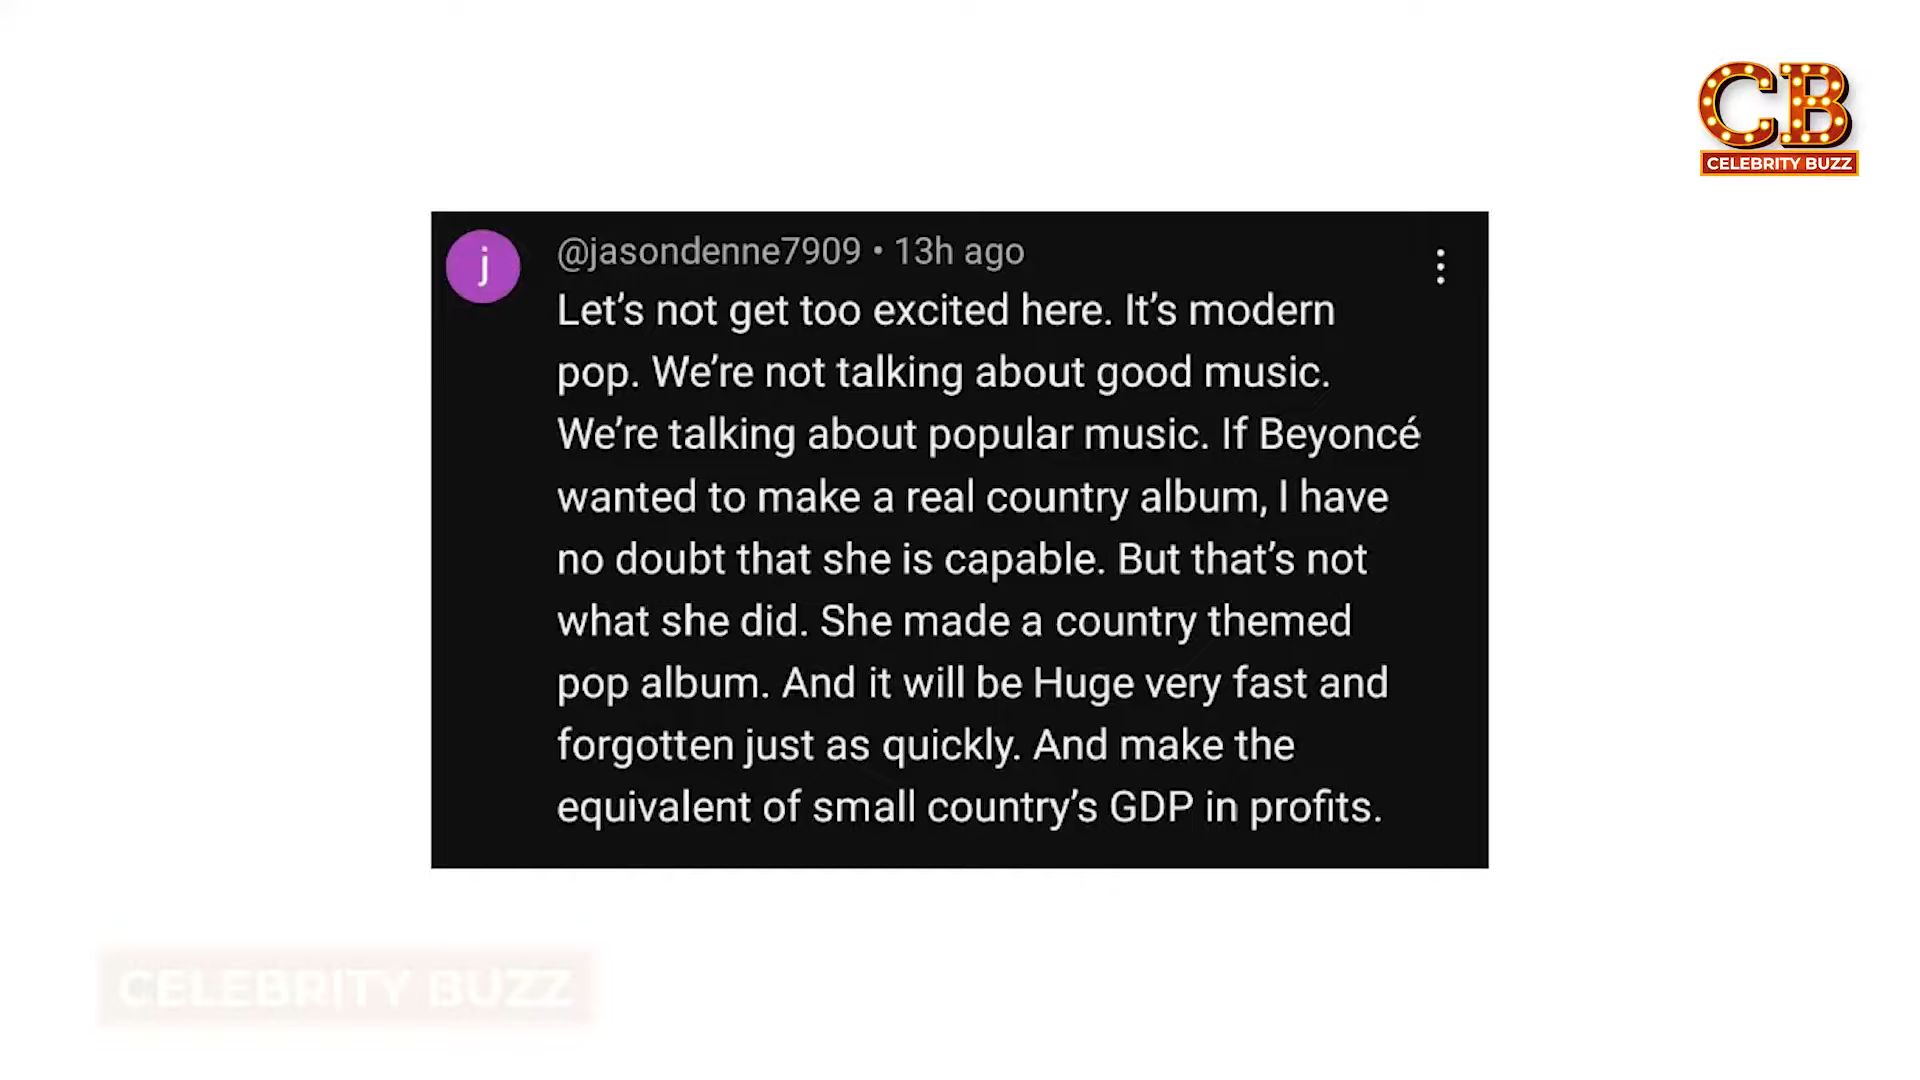 CB
CELEBRITY BUZZ
j
@jasondenne7909 • 13h ago
Let’s not get too excited here. It’s modern
pop. We’re not talking about good music.
We’re talking about popular music. If Beyoncé
wanted to make a real country album, I have
no doubt that she is capable. But that’s not
what she did. She made a country themed
pop album. And it will be Huge very fast and
forgotten just as quickly. And make the
equivalent of small country’s GDP in profits.
CELEBRITY BUZZ